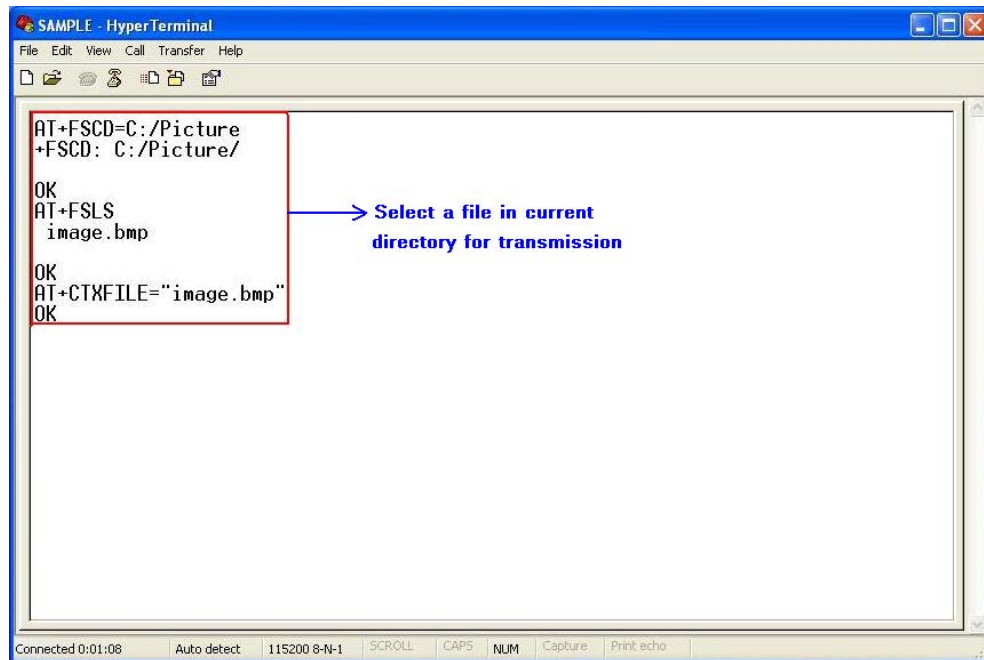 SAMPLE - HyperTerminal
File Edit View Call Transfer Help
AT+FSCD=C:/Picture
+FSCD: C:/Picture/
OK
AT+FSLS
image.bmp
OK
AT+CTXFILE="image.bmp"
OK
Select a file in current
directory for transmission
Connected 0:01:08 Auto detect 115200 8-N-1 SCROLL CAPS NUM Capture Print echo